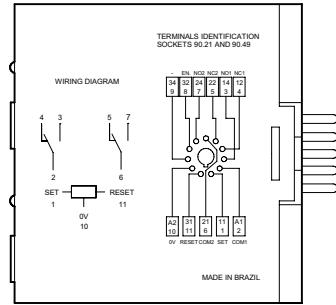 TERMINALS IDENTIFICATION
SOCKETS 90.21 AND 90.49
- EN. NO2 NC2 NO1 NC1
34 32 24 22 14 12
9 8 7 5 3 4
WIRING DIAGRAM
4 3 5 7
2 6
SET RESET
1 11
0V
10
A2 31 21 11 A1
10 11 6 1 2
0V RESET COM2 SET COM1
MADE IN BRAZIL